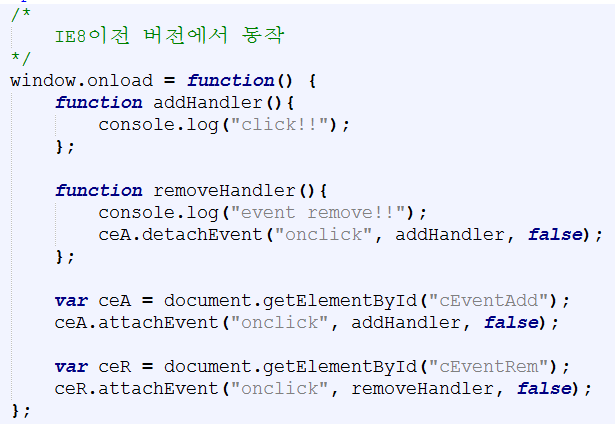 /*
    IE8이전 버전에서 동작
*/
window.onload = function() {
    function addHandler(){
        console.log("click!!");
    };

    function removeHandler(){
        console.log("event remove!!");
        ceA.detachEvent("onclick", addHandler, false);
    };

    var ceA = document.getElementById("cEventAdd");
    ceA.attachEvent("onclick", addHandler, false);

    var ceR = document.getElementById("cEventRem");
    ceR.attachEvent("onclick", removeHandler, false);
};